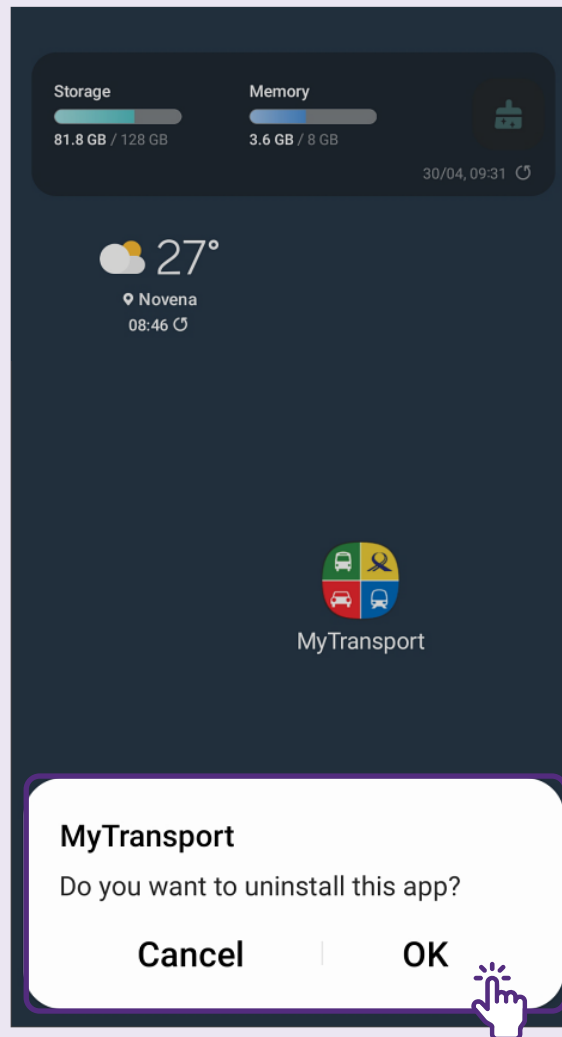 Storage Memory
81.8 GB / 128 GB 3.6 GB / 8 GB
30/04, 09:31
27°
Novena
08:46
MyTransport
MyTransport
Do you want to uninstall this app?
Cancel OK